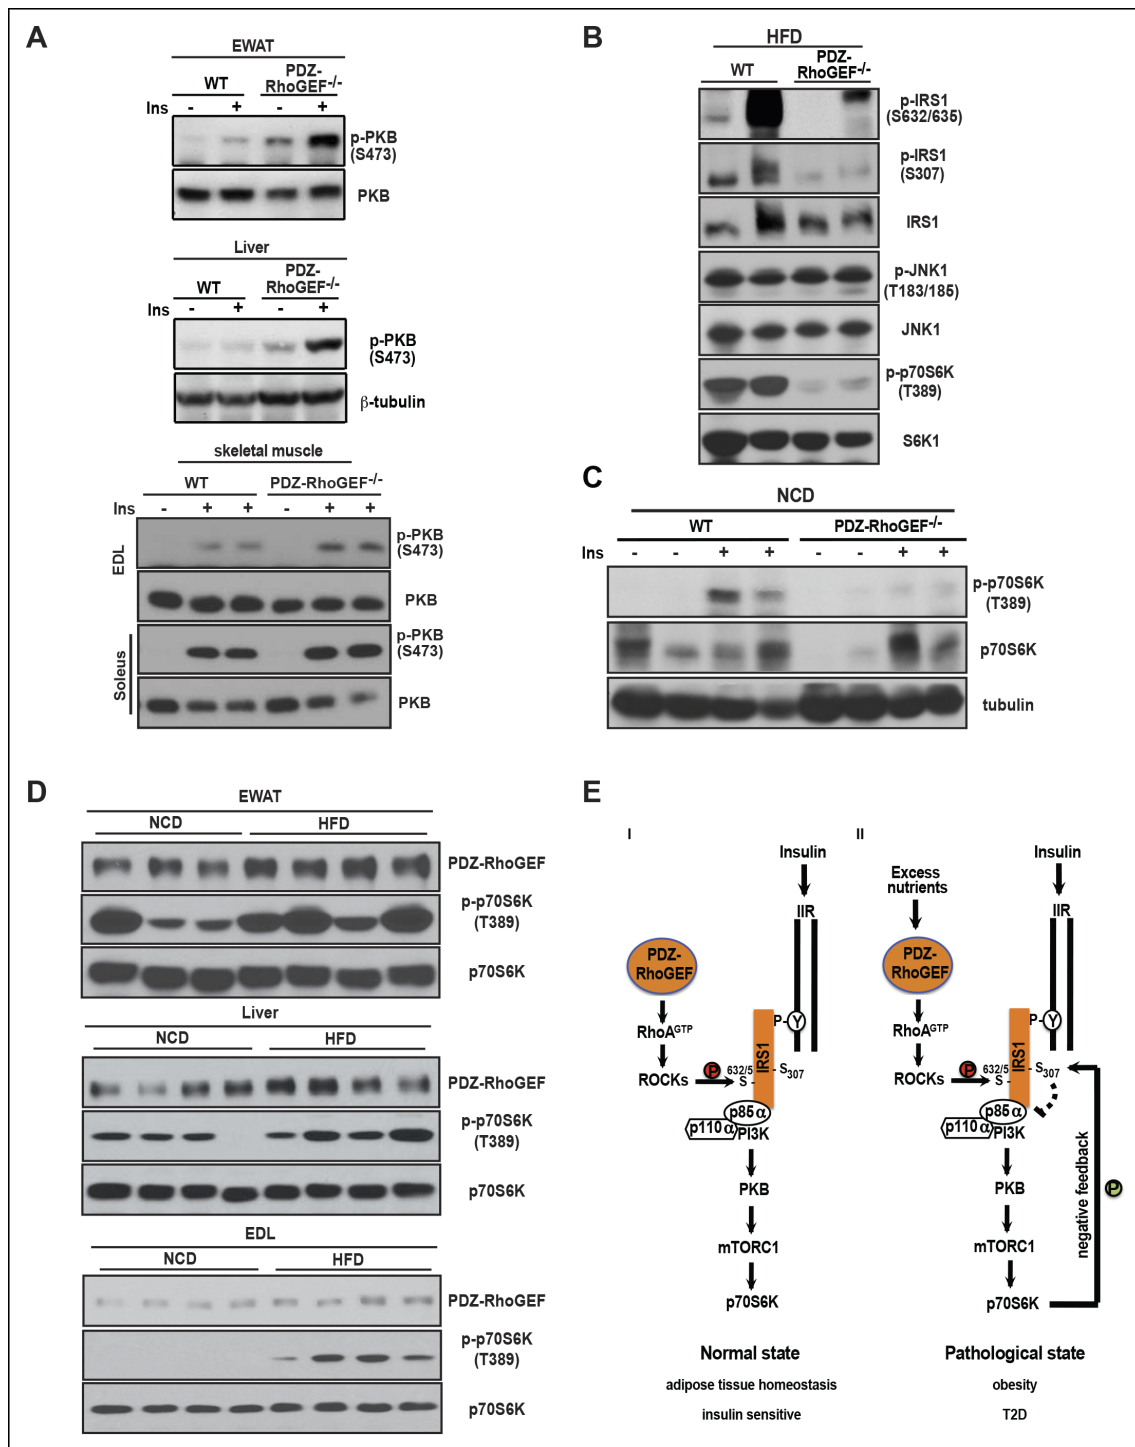 A
EWAT
WT
PDZ-
RhoGEF-/-
Ins - + - +
p-PKB
(S473)
PKB
Liver
WT
PDZ-
RhoGEF-/-
Ins - + - +
p-PKB
(S473)
β-tubulin
skeletal muscle
WT PDZ-RhoGEF-/-
Ins - + + - + +
EDL
p-PKB
(S473)
PKB
Soleus
p-PKB
(S473)
PKB
B
HFD
WT
PDZ-
RhoGEF-/-
p-IRS1
(S632/635)
p-IRS1
(S307)
IRS1
p-JNK1
(T183/185)
JNK1
p-p70S6K
(T389)
S6K1
C
NCD
WT PDZ-RhoGEF-/-
Ins - - + + - - + +
p-p70S6K
(T389)
p70S6K
tubulin
D
EWAT
NCD HFD
PDZ-RhoGEF
p-p70S6K
(T389)
p70S6K
Liver
NCD HFD
PDZ-RhoGEF
p-p70S6K
(T389)
p70S6K
EDL
NCD HFD
PDZ-RhoGEF
p-p70S6K
(T389)
p70S6K
E
I
Insulin
IIR
PDZ-
RhoGEF
P-Y
RhoAGTP
ROCKs
P
632/5
S -
IRS1
- S307
p85α
p110α
PI3K
PKB
mTORC1
p70S6K
Normal state
adipose tissue homeostasis
insulin sensitive
II
Excess
nutrients
Insulin
IIR
PDZ-
RhoGEF
P-Y
RhoAGTP
ROCKs
P
632/5
S -
IRS1
- S307
p85α
p110α
PI3K
PKB
mTORC1
p70S6K
negative feedback
P
Pathological state
obesity
T2D